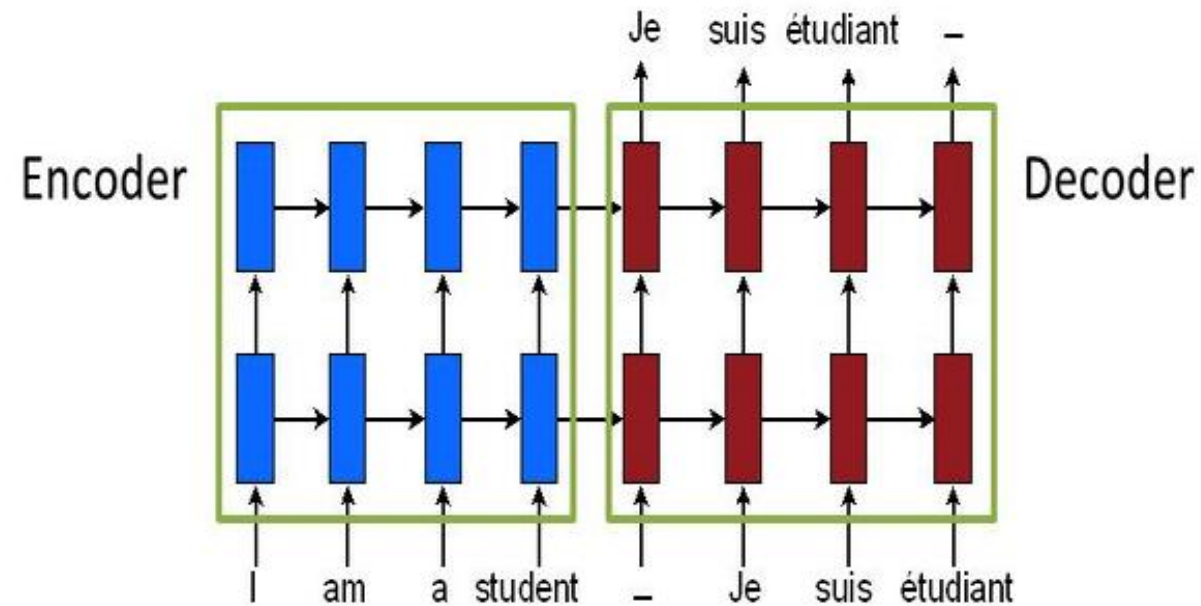 Je suis étudiant –
Encoder
Decoder
I am a student – Je suis étudiant